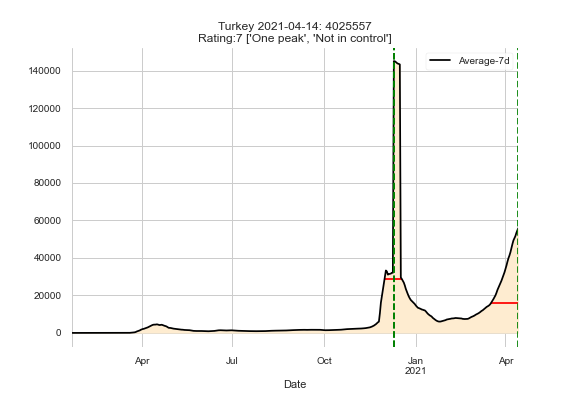 Turkey 2021-04-14: 4025557
Rating:7 ['One peak', 'Not in control']
Average-7d
140000
120000
100000
80000
60000
40000
20000
0
Apr
Jul
Oct
Jan
2021
Apr
Date